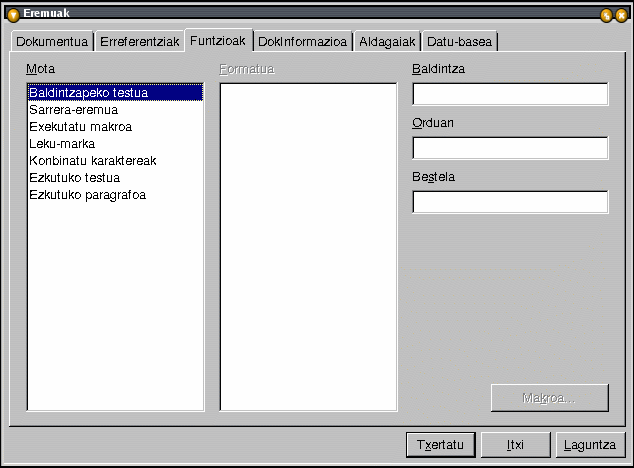 Eremuak
Dokumentua Erreferentziak Funtzioak DokInformazioa Aldagaiak Datu-basea
Mota
Baldintzapeko testua
Sarrera-eremua
Exekutatu makroa
Leku-marka
Konbinatu karaktereak
Ezkutuko testua
Ezkutuko paragrafoa
Formatua
Baldintza
Orduan
Bestela
Makroa...
Txertatu Itxi Laguntza